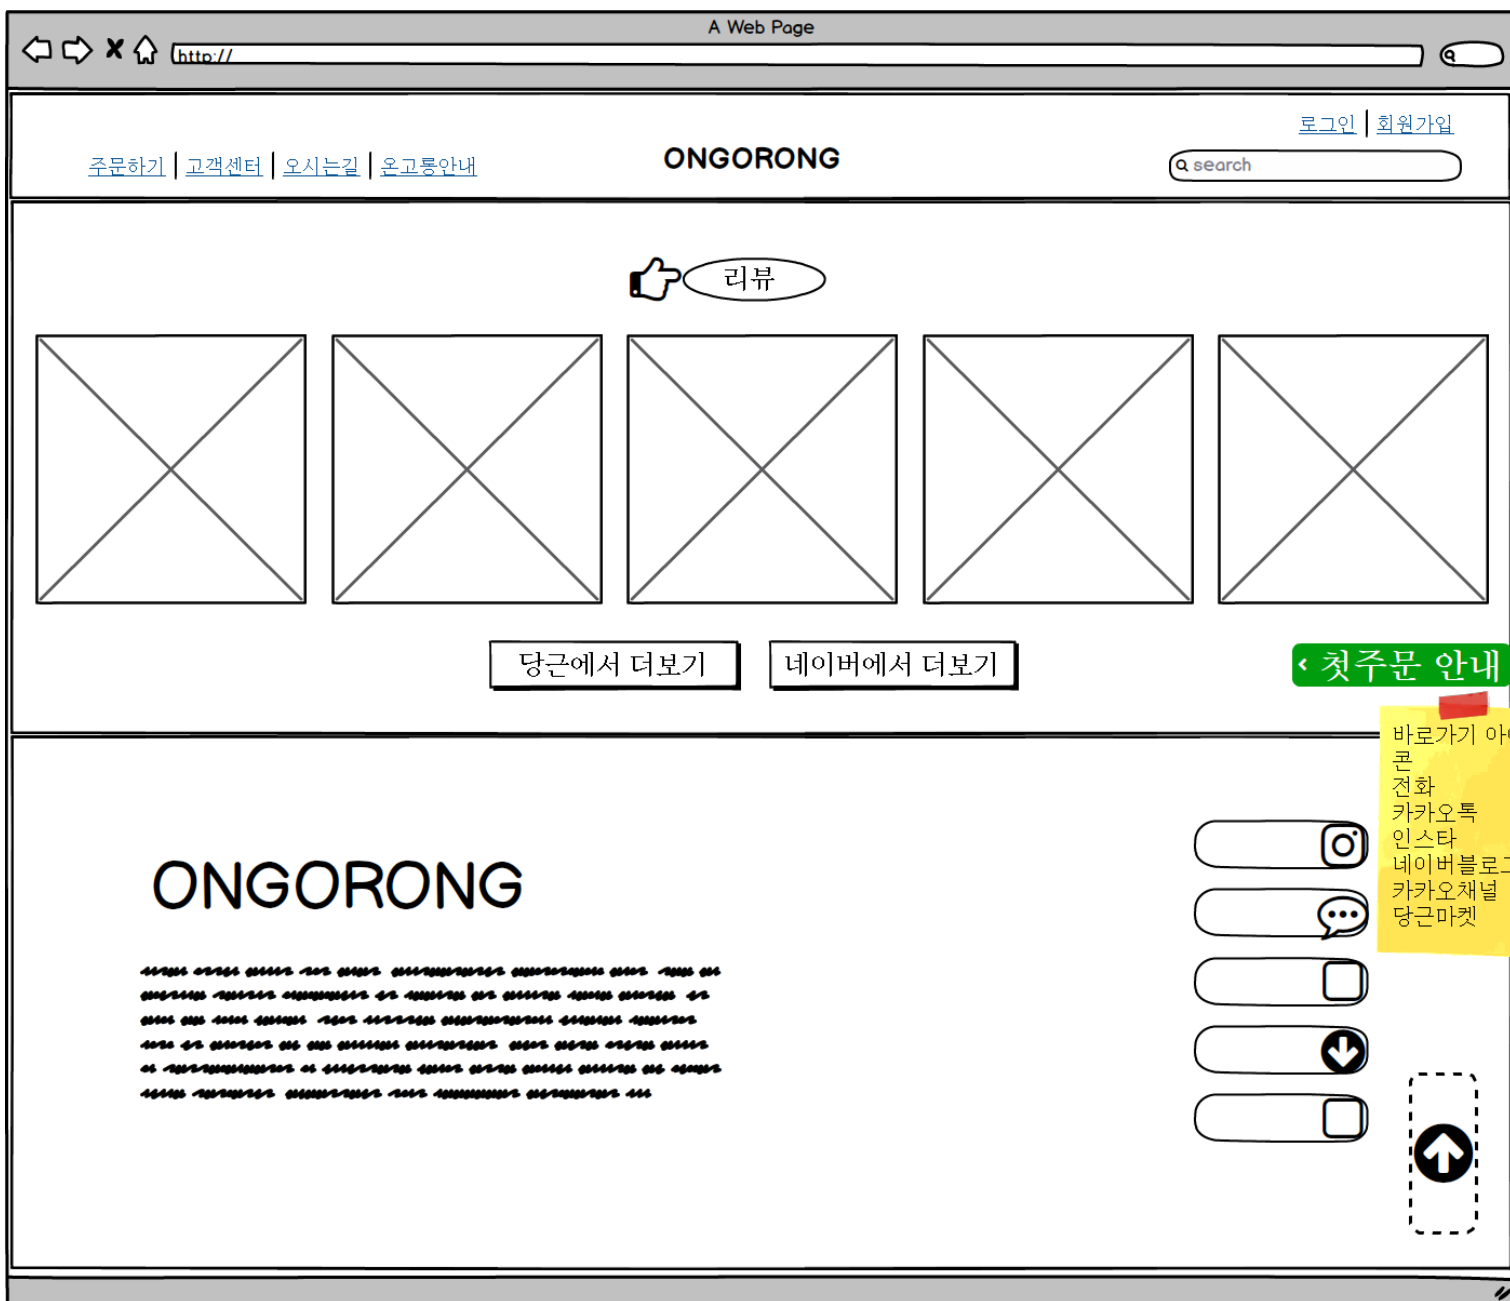 A Web Page
http://
로그인 | 회원가입
주문하기 | 고객센터 | 오시는길 | 온고롱안내
ONGORONG
search
리뷰
당근에서 더보기
네이버에서 더보기
첫주문 안내
바로가기
콘
전화
카카오톡
인스타
네이버블로그
카카오채널
당근마켓
ONGORONG